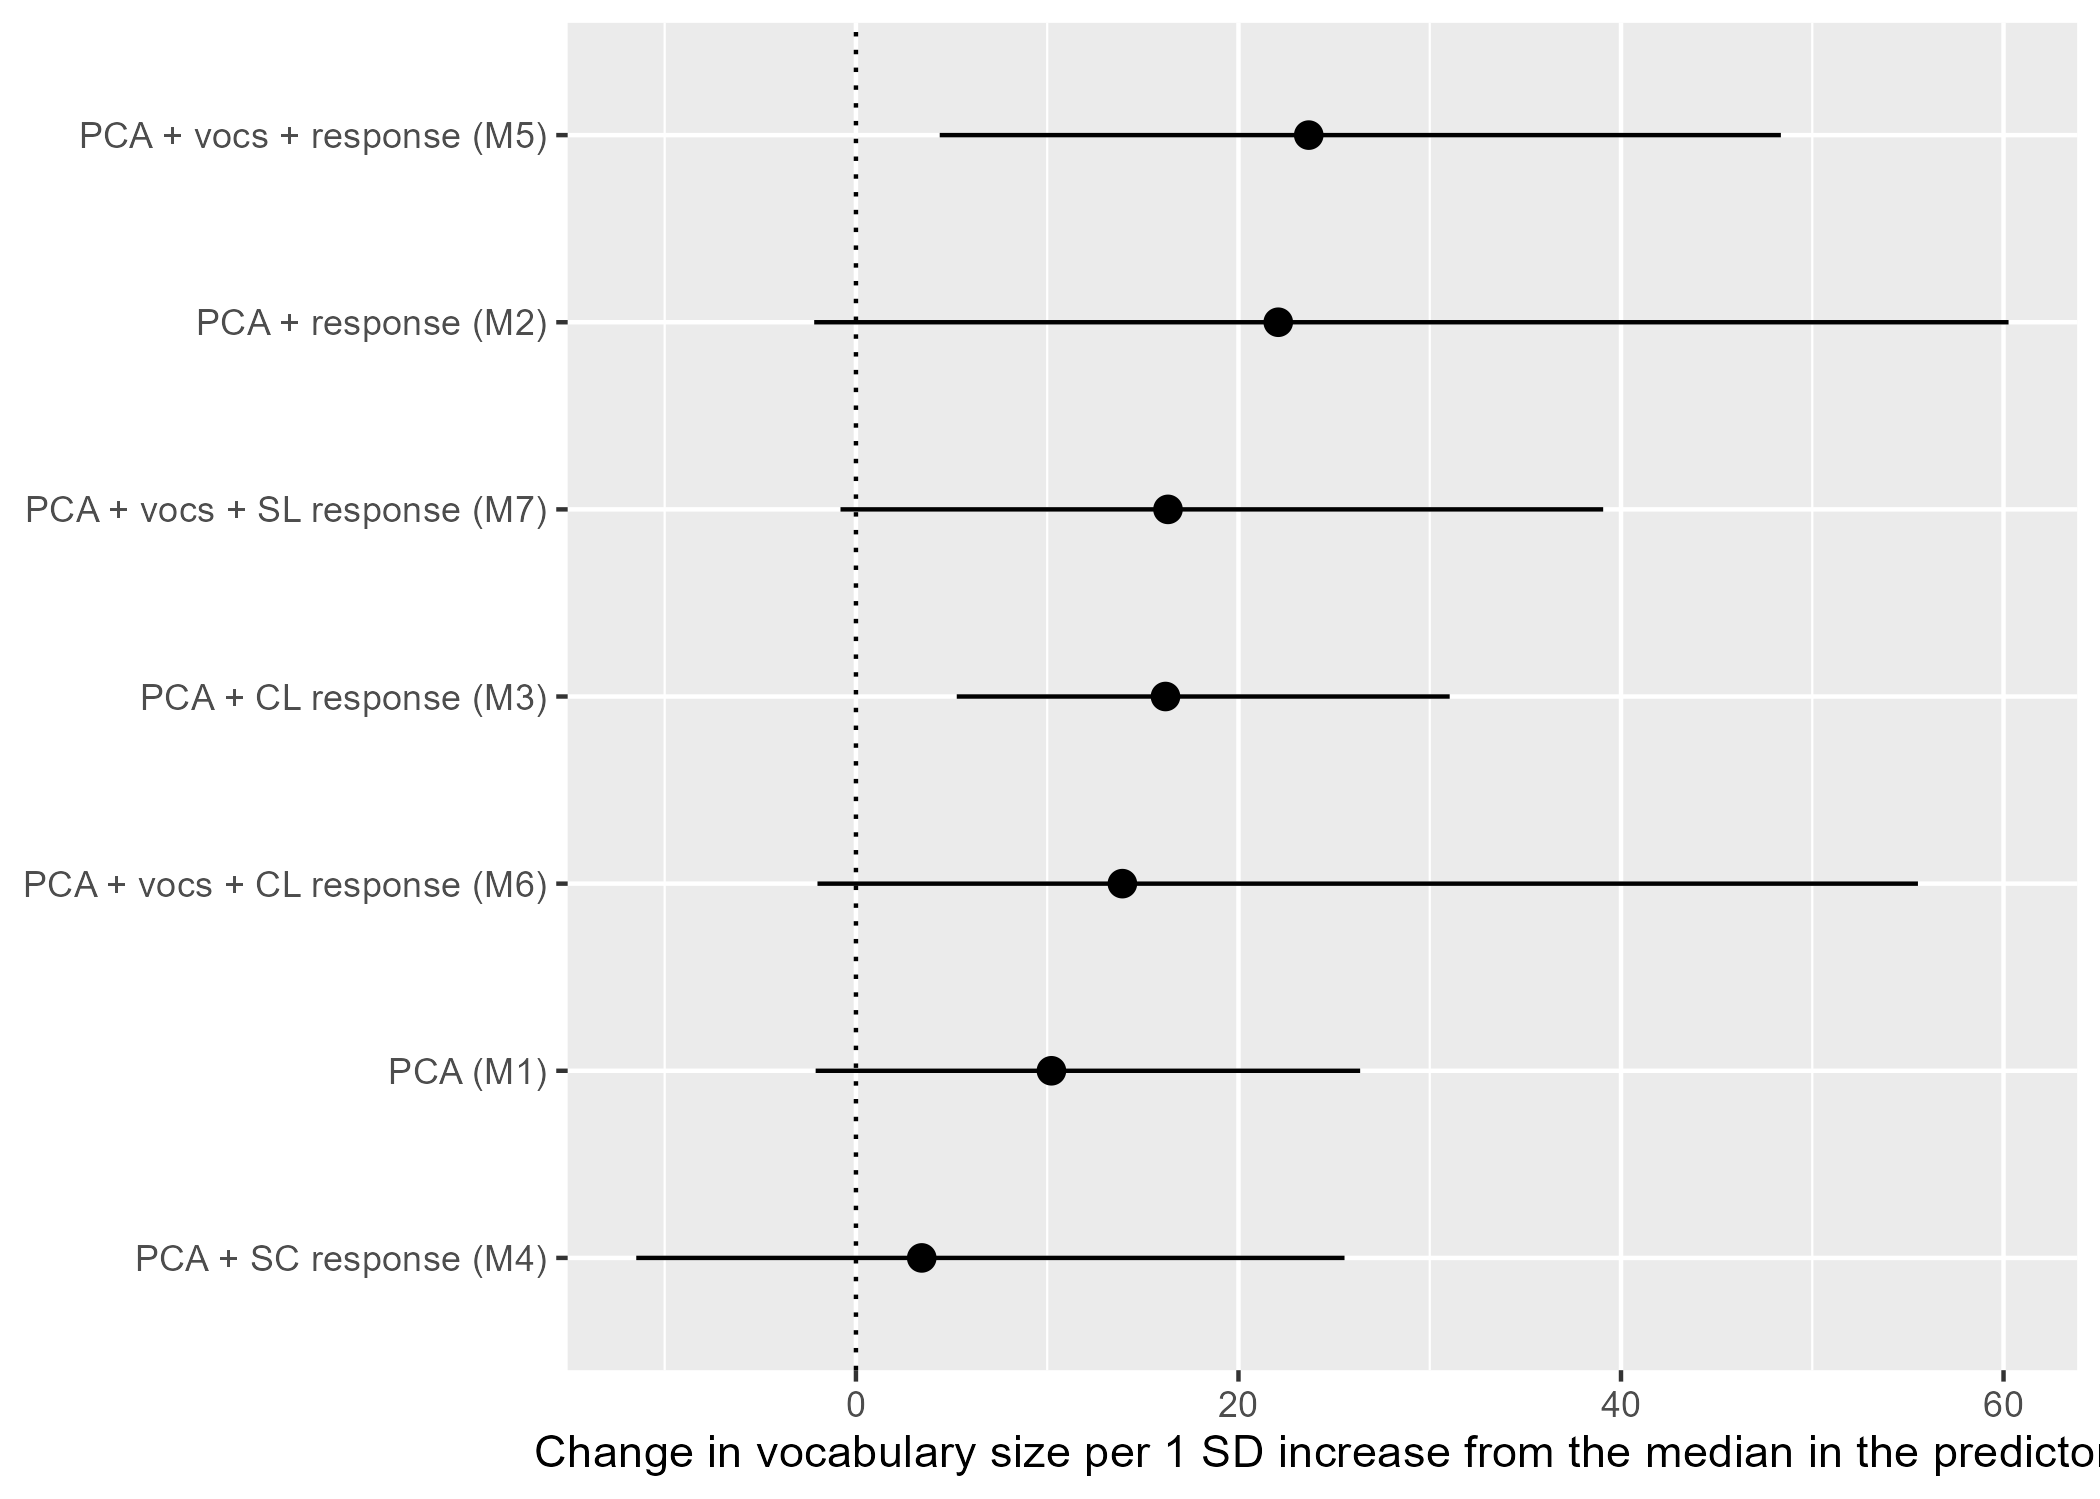 PCA + vocs + response (M5)
PCA + response (M2)
PCA + vocs + SL response (M7)
PCA + CL response (M3)
PCA + vocs + CL response (M6)
PCA (M1)
PCA + SC response (M4)
0 20 40 60
Change in vocabulary size per 1 SD increase from the median in the predicto